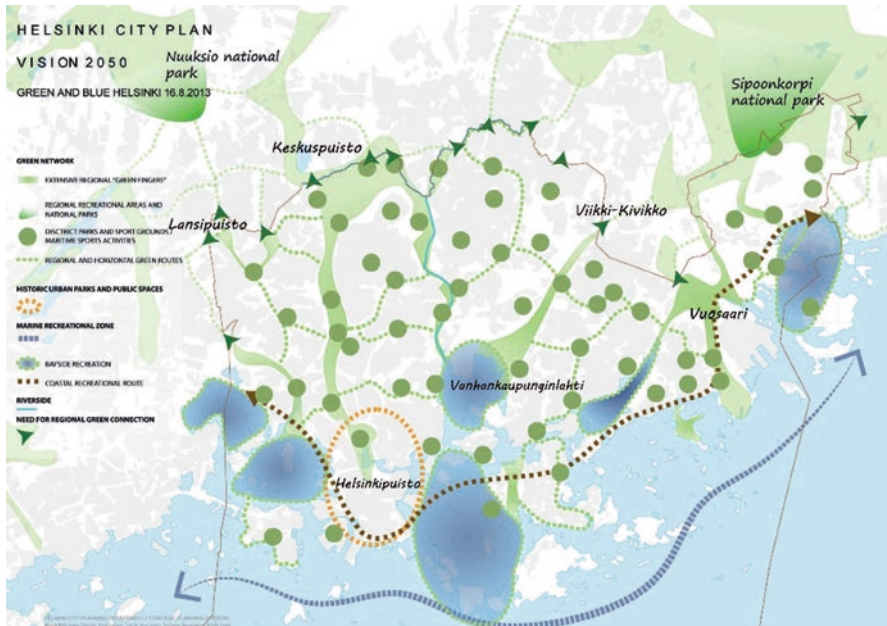 HELSINKI CITY PLAN
VISION 2050
GREEN AND BLUE HELSINKI 16.8.2013
Nuuksio national
park
Sipoonkorpi
national park
Keskuspuisto
Lansipuisto
Viikki-Kivikko
Vuosaari
Vanhankaupunginlahti
Helsinkipuisto
GREEN NETWORK
EXTENSIVE REGIONAL "GREEN FINGERS"
REGIONAL RECREATIONAL AREAS AND
NATIONAL PARKS
DISCTRICT PARKS AND SPORT GROUNDS /
MARITIME SPORTS ACTIVITIES
REGIONAL AND HORIZONTAL GREEN ROUTES
HISTORIC URBAN PARKS AND PUBLIC SPACES
MARINE RECREATIONAL ZONE
BAYSIDE RECREATION
COASTAL RECREATIONAL ROUTE
RIVERSIDE
NEED FOR REGIONAL GREEN CONNECTION